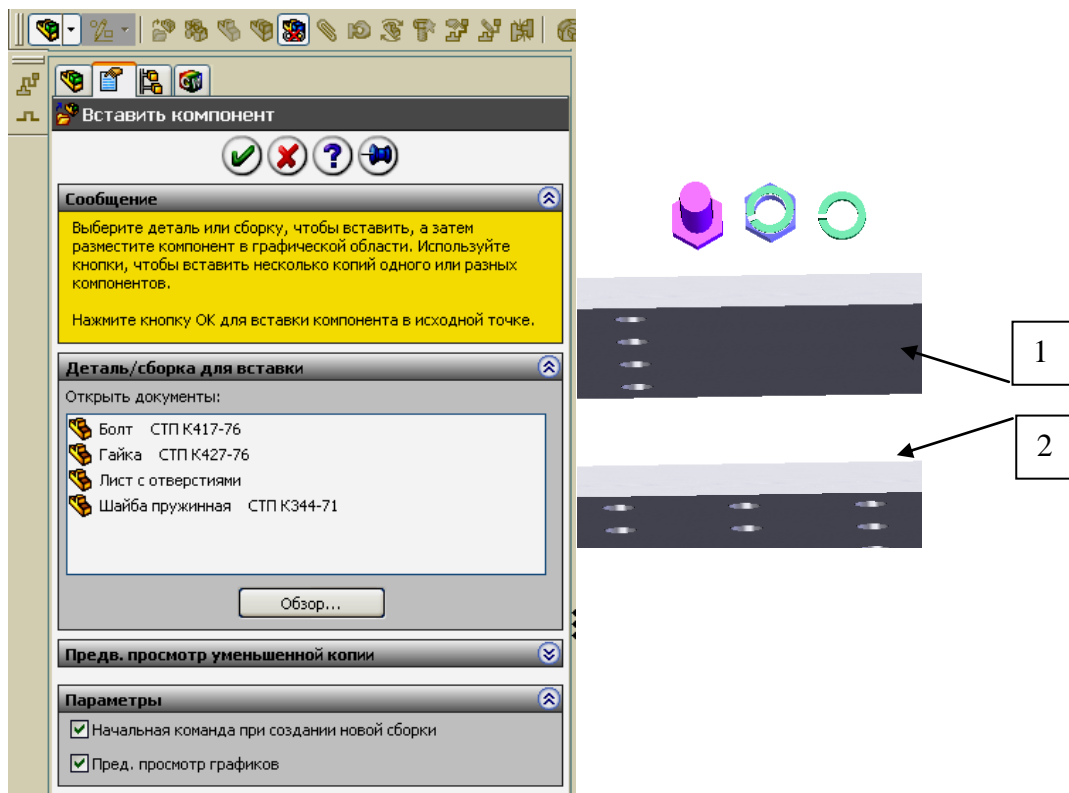 Вставить компонент
?
Сообщение
Выберите деталь или сборку, чтобы вставить, а затем
разместите компонент в графической области. Используйте
кнопки, чтобы вставить несколько копий одного или разных
компонентов.
Нажмите кнопку ОК для вставки компонента в исходной точке.
Деталь/сборка для вставки
Открыть документы:
Болт СТП К417-76
Гайка СТП К427-76
Лист с отверстиями
Шайба пружинная СТП К344-71
Обзор...
Предв. просмотр уменьшенной копии
Параметры
Начальная команда при создании новой сборки
Пред. просмотр графиков
1
2